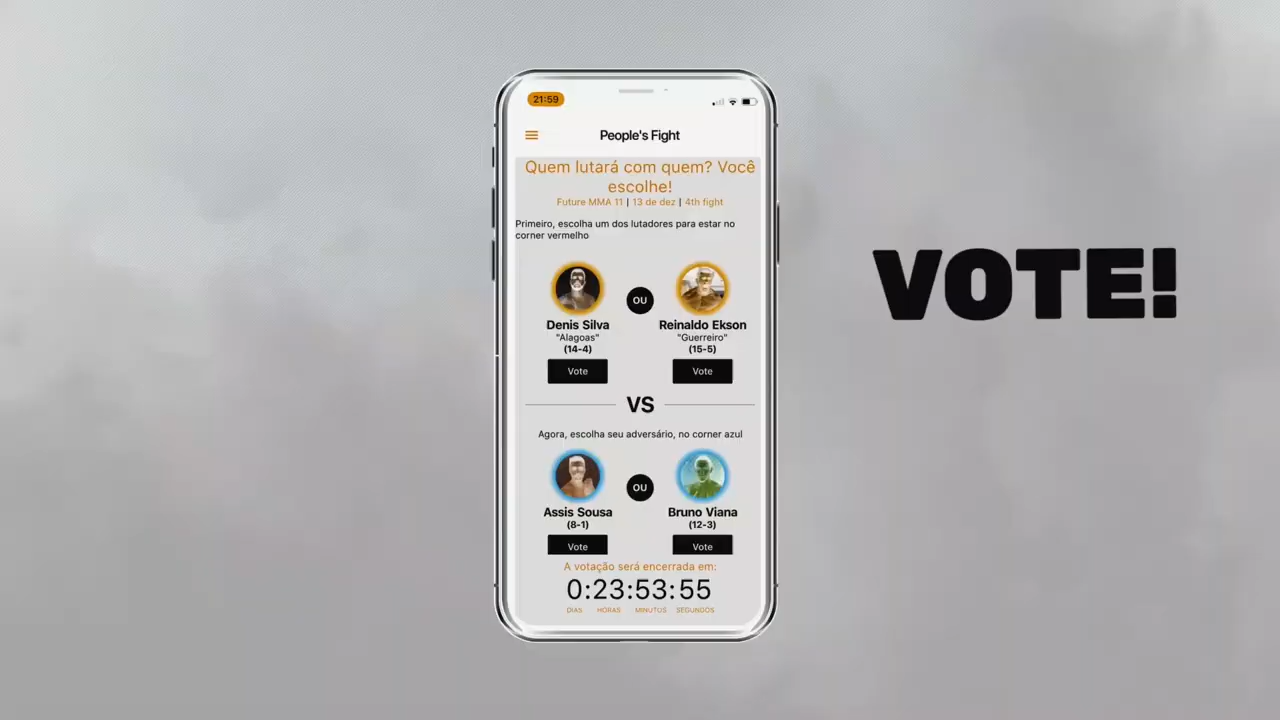 21:59
People's Fight
Quem lutará com quem? Você
escolhe!
Future MMA 11 | 13 de dez | 4th fight
Primeiro, escolha um dos lutadores para estar no
corner vermelho
OU
Denis Silva
"Alagoas"
(14-4)
Vote
Reinaldo Ekson
"Guerreiro"
(15-5)
Vote
VS
Agora, escolha seu adversário, no corner azul
OU
Assis Sousa
(8-1)
Vote
Bruno Viana
(12-3)
Vote
A votação será encerrada em:
0:23:53:55
DIAS HORAS MINUTOS SEGUNDOS
VOTE!